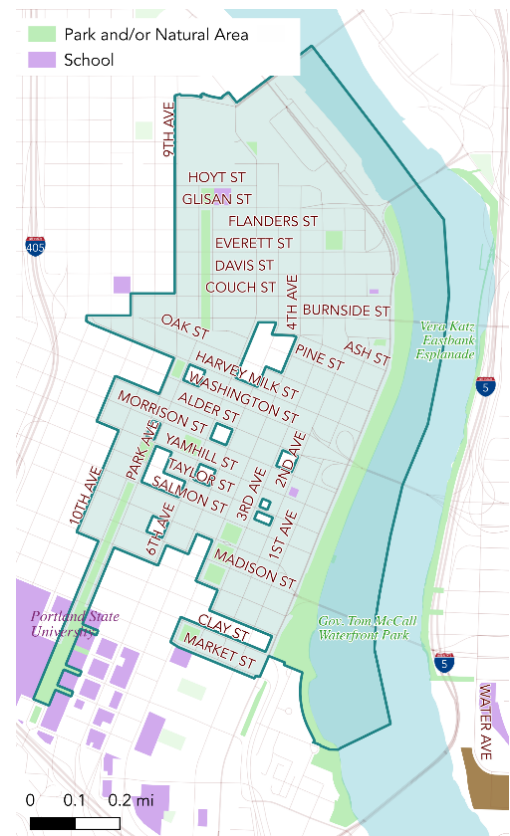 Park and/or Natural Area
School
9TH AVE
HOYT ST
GLISAN ST
FLANDERS ST
EVERETT ST
405
DAVIS ST
COUCH ST
4TH AVE
BURNSIDE ST
OAK ST
Vera Katz
Eastbank
Esplanade
PINE ST
ASH ST
HARVEY MILK ST
WASHINGTON ST
5
ALDER ST
MORRISON ST
PARK AVE
YAMHILL ST
2ND AVE
TAYLOR ST
10TH AVE
SALMON ST
3RD AVE
6TH AVE
1ST AVE
MADISON ST
Portland State
University
CLAY ST
Gov. Tom McCall
Waterfront Park
MARKET ST
5
WATER AVE
0 0.1 0.2 mi